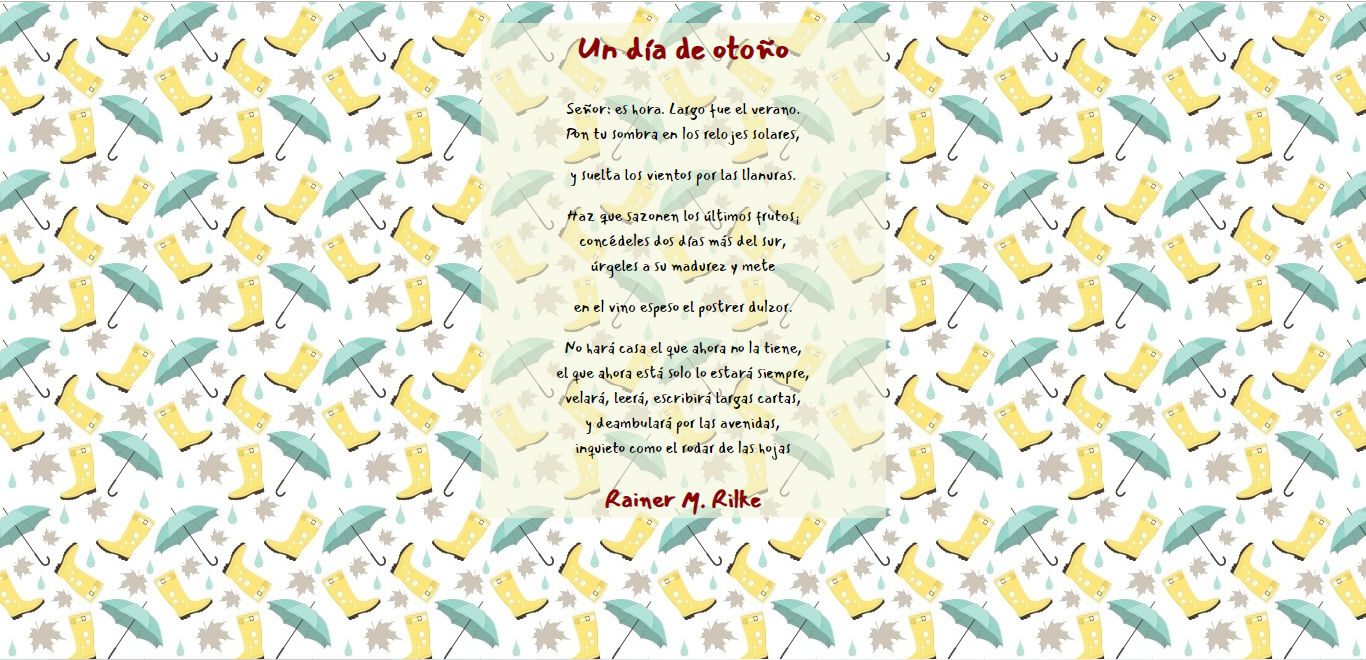 Un día de otoño
Señor: es hora. Largo fue el verano.
Pon tu sombra en los relojes solares,
y suelta los vientos por las llanuras.
Haz que sazonen los últimos frutos;
concédeles dos días más del sur,
úrgeles a su madurez y mete
en el vino espeso el postrer dulzor.
No hará casa el que ahora no la tiene,
el que ahora está solo lo estará siempre,
velará, leerá, escribirá largas cartas,
y deambulará por las avenidas,
inquieto como el rodar de las hojas
Rainer M. Rilke